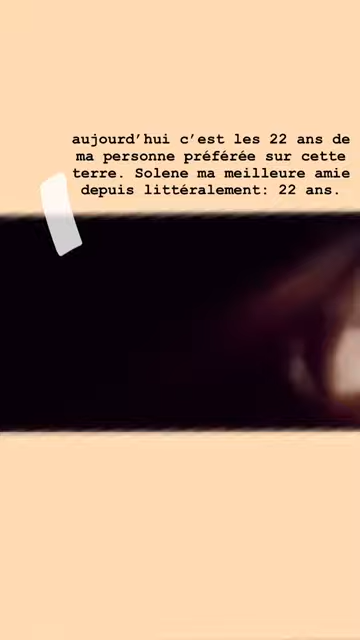 aujourd’hui c’est les 22 ans de
ma personne préférée sur cette
terre. Solene ma meilleure amie
depuis littéralement: 22 ans.